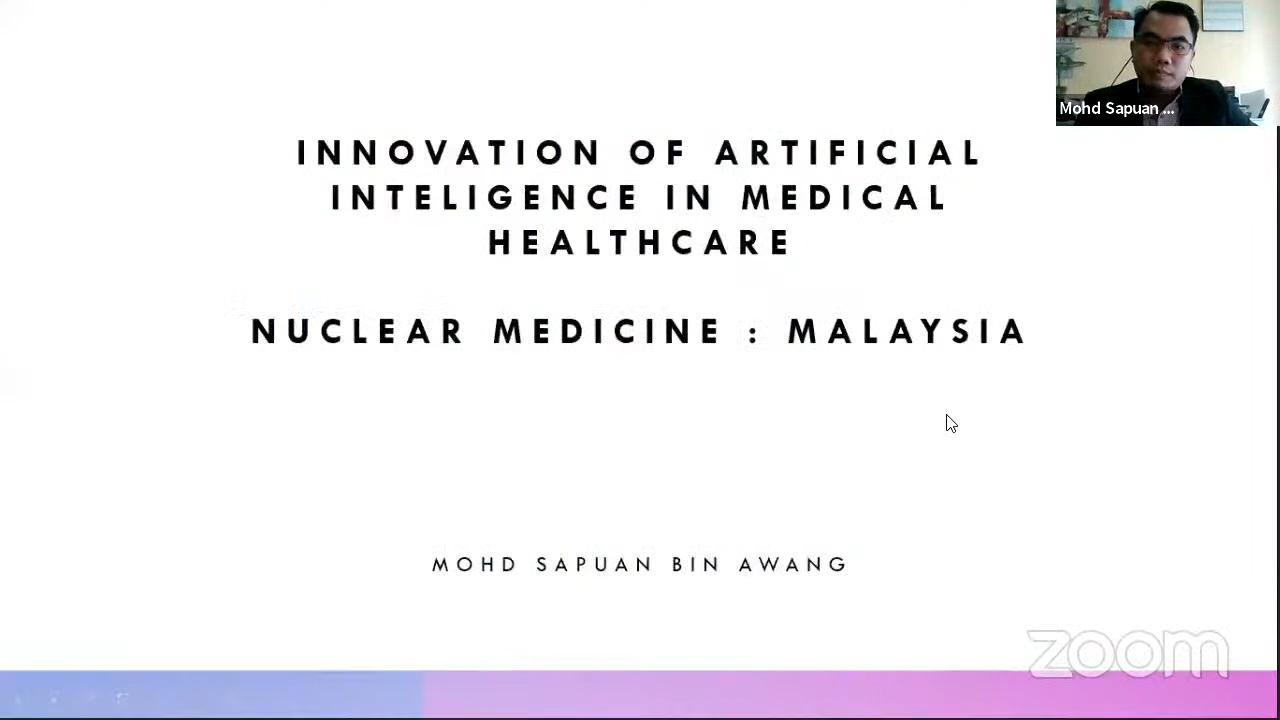 Mohd Sapuan ...
INNOVATION OF ARTIFICIAL
INTELIGENCE IN MEDICAL
HEALTHCARE
NUCLEAR MEDICINE : MALAYSIA
MOHD SAPUAN BIN AWANG
zoom